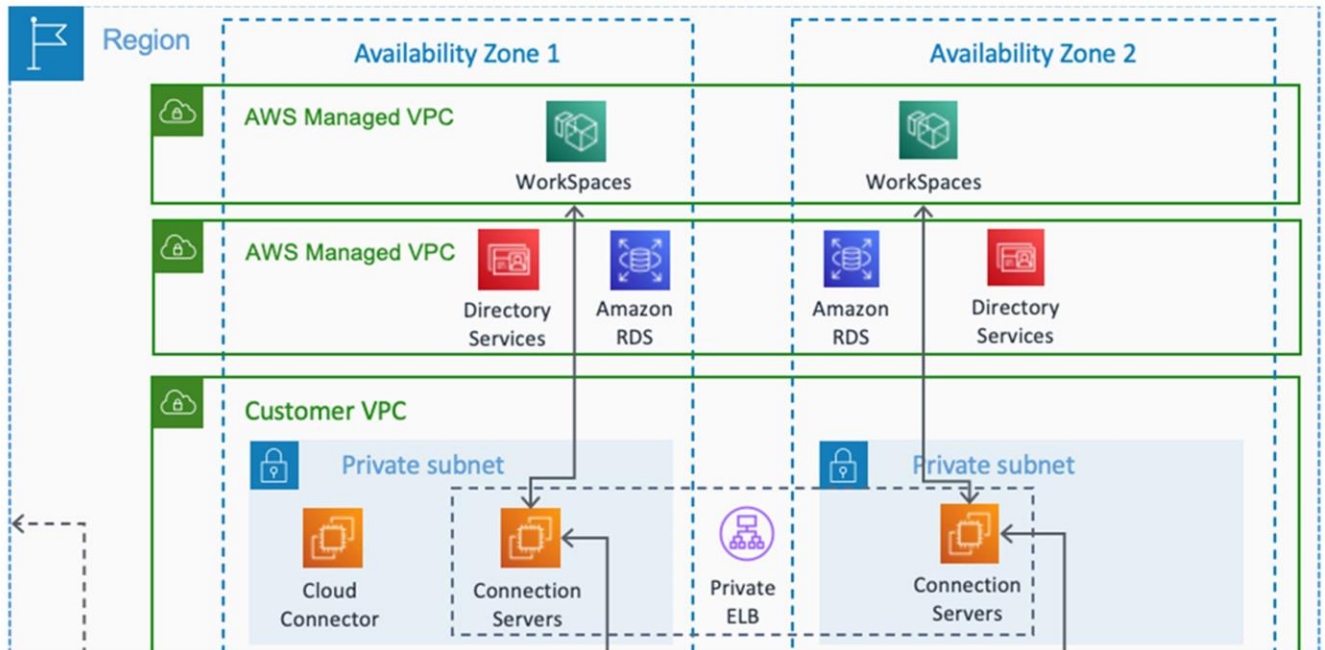 Region
Availability Zone 1
Availability Zone 2
AWS Managed VPC
WorkSpaces
WorkSpaces
AWS Managed VPC
Directory
Services
Amazon
RDS
Amazon
RDS
Directory
Services
Customer VPC
Private subnet
Private subnet
Cloud
Connector
Connection
Servers
Private
ELB
Connection
Servers